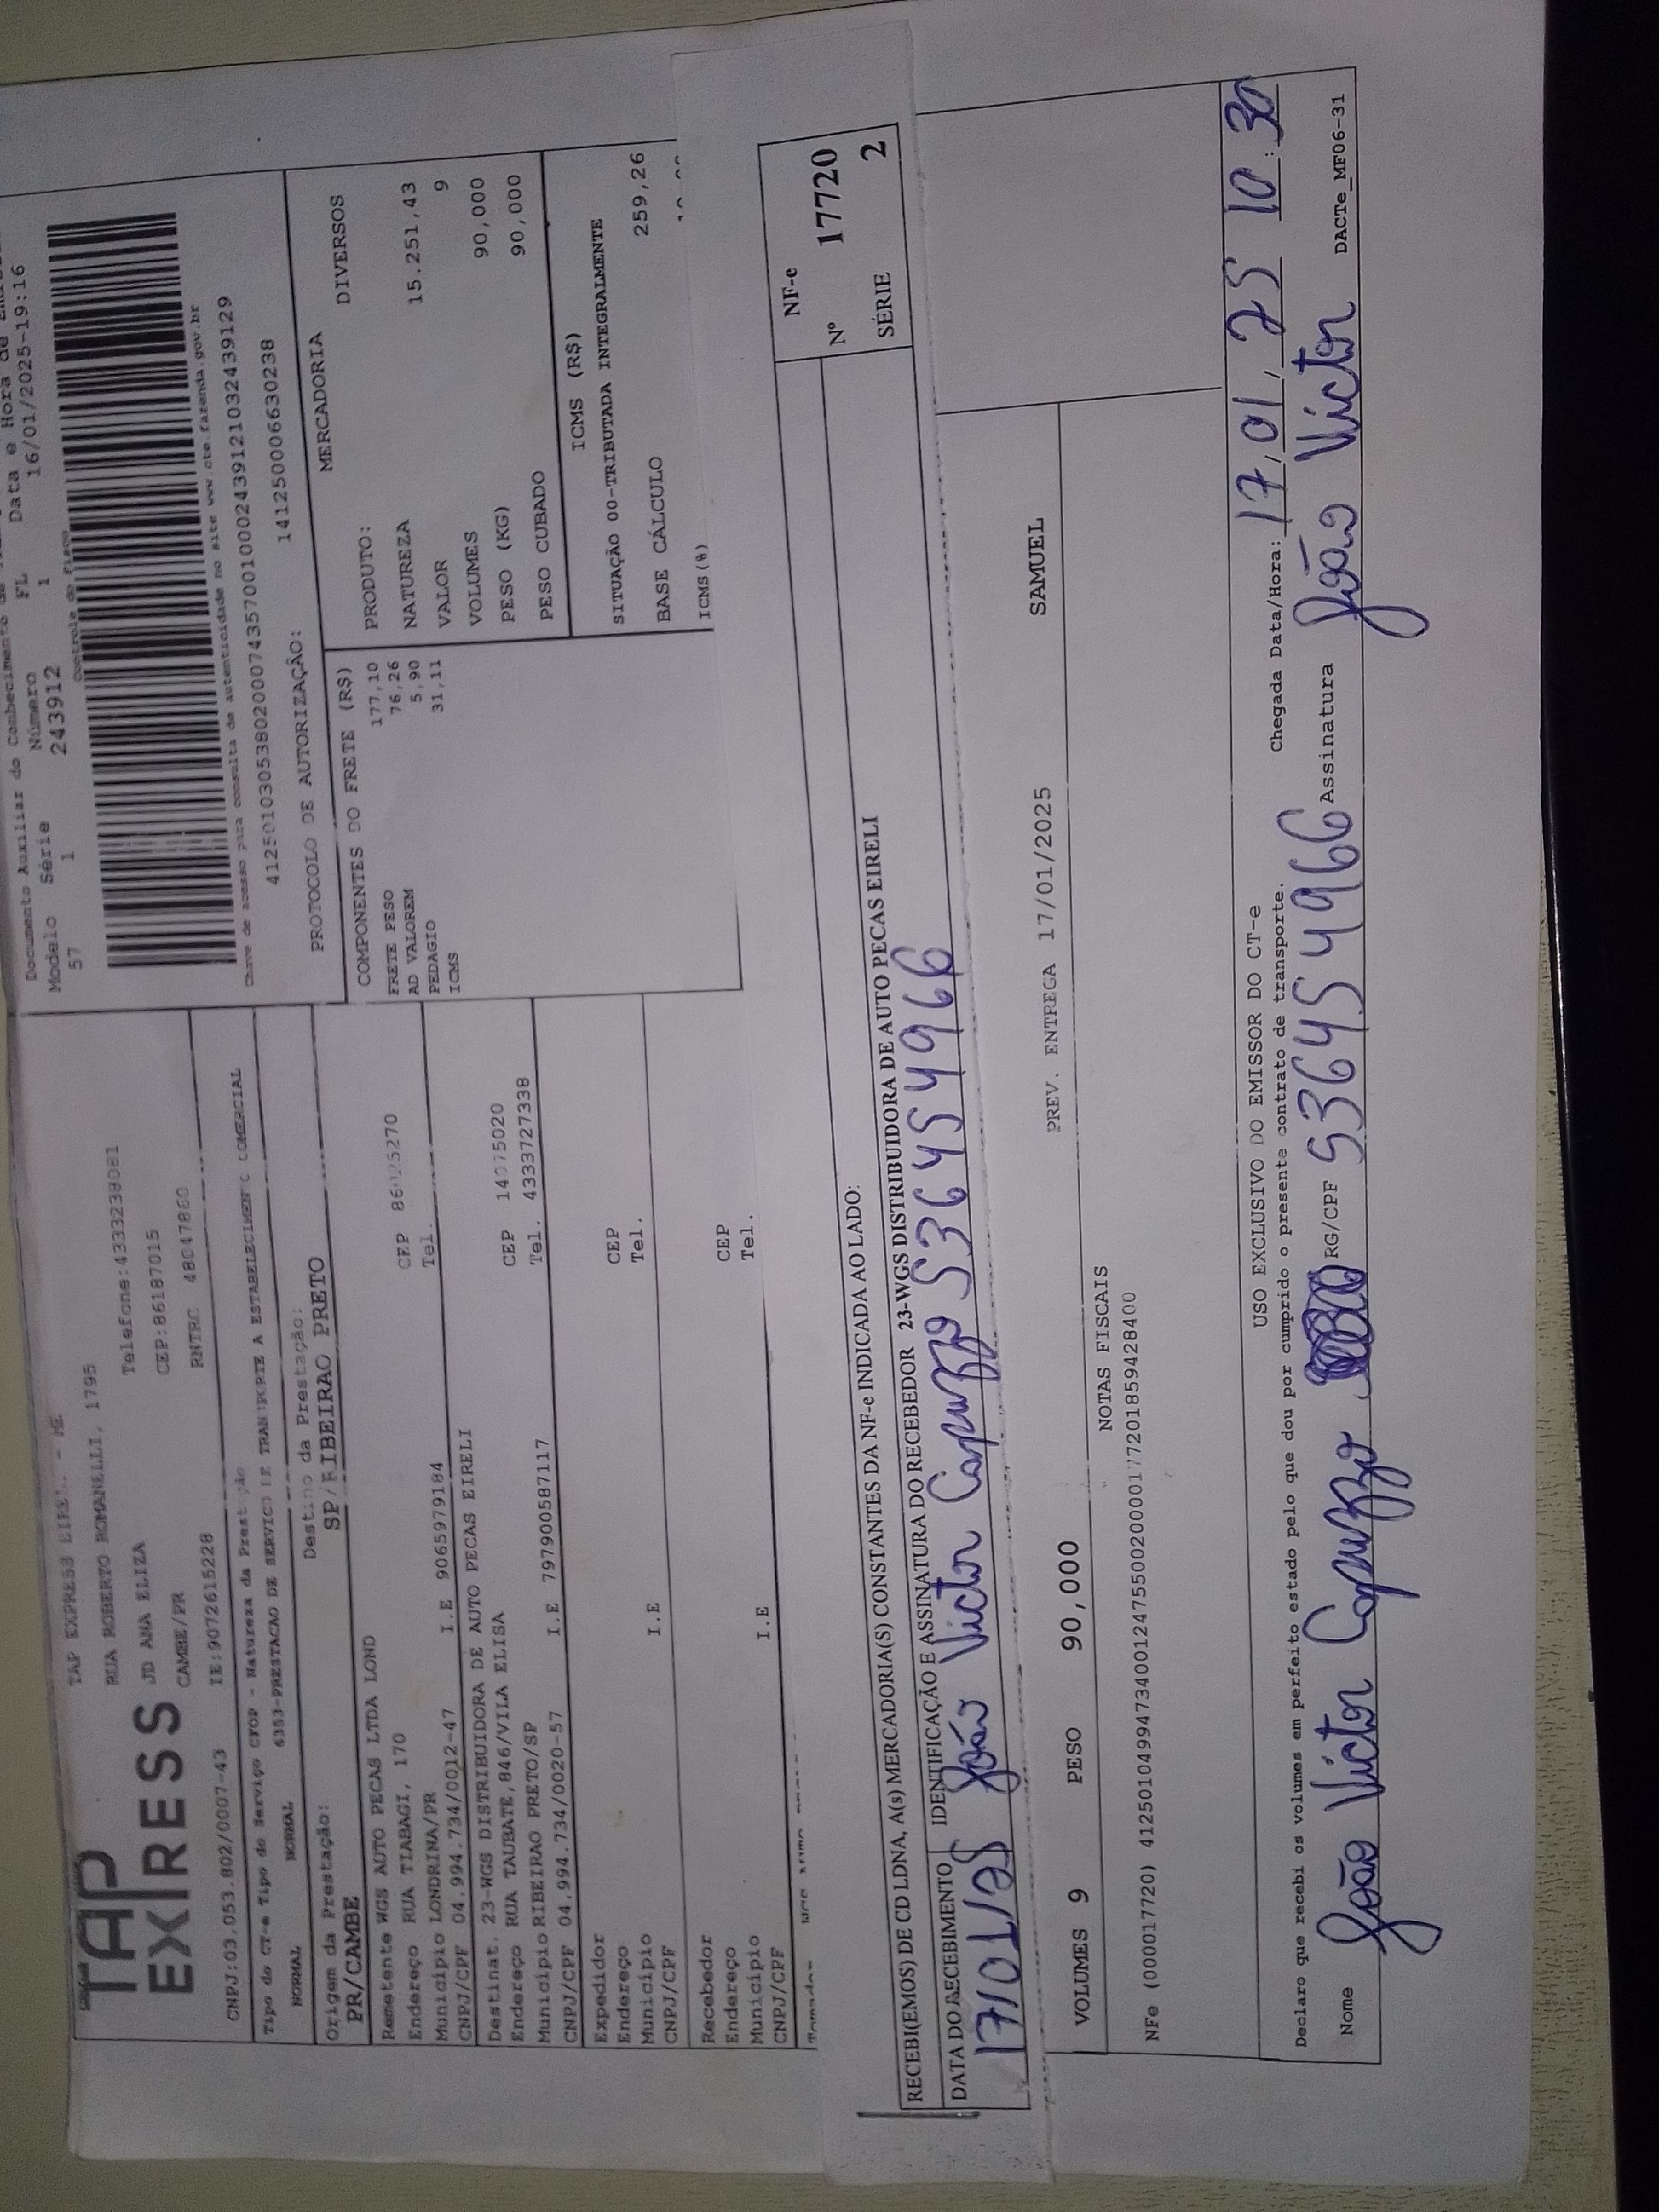 TAP
EXPRESS
TAP EXPRESS
RUA ROBERTO ROMANELLI, 1795
JD ANA ELIZA Telefone:4333238081
CAMBE/PR CEP:86187015
CNPJ:03.053.802/0007-43 IE:9072615228 RNTRC 48047860
Documento Auxiliar do Conhecimento de
Modelo Série Número FL Data e Hora de
57 1 243912 1 16/01/2025-19:16
Controle do Fisco
Chave de acesso para consulta de autenticidade no site www.cte.fazenda.gov.br
41250103053802000743570010002439121032439129
PROTOCOLO DE AUTORIZAÇÃO: 141250006630238
Tipo do CT-e Tipo do Serviço CFOP - Natureza da Prestação
NORMAL NORMAL 6353-PRESTACAO DE SERVICO DE TRANSPORTE A ESTABELECIMENTO COMERCIAL
Origem da Prestação: Destino da Prestação:
PR/CAMBE SP/RIBEIRAO PRETO
Remetente WGS AUTO PECAS LTDA LOND
Endereço RUA TIABAGI, 170 CEP 86025270
Município LONDRINA/PR Tel.
CNPJ/CPF 04.994.734/0012-47 I.E 9065979184
Destinat. 23-WGS DISTRIBUIDORA DE AUTO PECAS EIRELI
Endereço RUA TAUBATE,846/VILA ELISA CEP 14075020
Município RIBEIRAO PRETO/SP Tel. 4333727338
CNPJ/CPF 04.994.734/0020-57 I.E 797900587117
Expedidor
Endereço CEP
Município Tel.
CNPJ/CPF I.E
Recebedor
Endereço CEP
Município Tel.
CNPJ/CPF I.E
COMPONENTES DO FRETE (R$)
FRETE PESO 177,10
AD VALOREM 76,26
PEDAGIO 5,90
ICMS 31,11
MERCADORIA
PRODUTO: DIVERSOS
NATUREZA
VALOR 15.251,43
VOLUMES 9
PESO (KG) 90,000
PESO CUBADO 90,000
ICMS (R$)
SITUAÇÃO 00-TRIBUTADA INTEGRALMENTE
BASE CÁLCULO 259,26
ICMS(%)
RECEBI(EMOS) DE CD LDNA, A(s) MERCADORIA(S) CONSTANTES DA NF-e INDICADA AO LADO:
DATA DO RECEBIMENTO IDENTIFICAÇÃO E ASSINATURA DO RECEBEDOR 23-WGS DISTRIBUIDORA DE AUTO PECAS EIRELI
17/01/25 João Victor Capuzzo 536454966
NF-e
Nº 17720
SÉRIE 2
PREV. ENTREGA 17/01/2025 SAMUEL
VOLUMES 9 PESO 90,000
NOTAS FISCAIS
NFe (000017720) 41250104994734001247550020000177201859428400
USO EXCLUSIVO DO EMISSOR DO CT-e
Declaro que recebi os volumes em perfeito estado pelo que dou por cumprido o presente contrato de transporte. Chegada Data/Hora: 17/01/25 10:30
Nome João Victor Capuzzo RG/CPF 536454966 Assinatura João Victor
DACTe_MF06-31